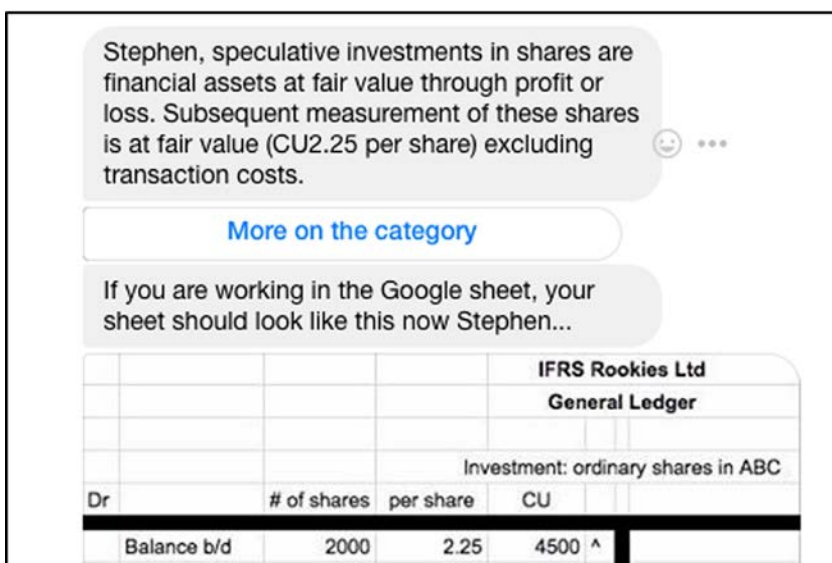 Stephen, speculative investments in shares are
financial assets at fair value through profit or
loss. Subsequent measurement of these shares
is at fair value (CU2.25 per share) excluding
transaction costs.
More on the category
If you are working in the Google sheet, your
sheet should look like this now Stephen...
IFRS Rookies Ltd
General Ledger
Investment: ordinary shares in ABC
Dr # of shares per share CU
Balance b/d 2000 2.25 4500 ^